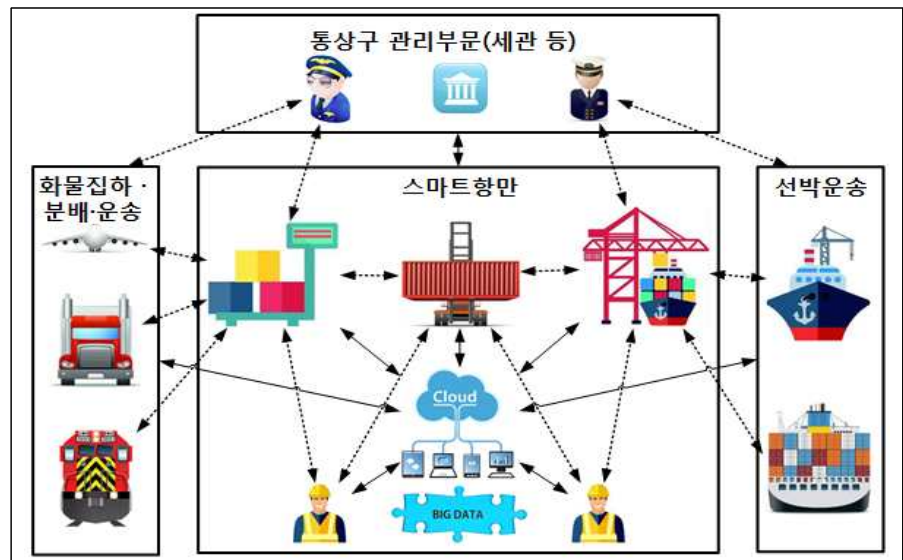 통상구 관리부문(세관 등)
화물집하 ·
분배·운송
스마트항만
선박운송
Cloud
BIG DATA